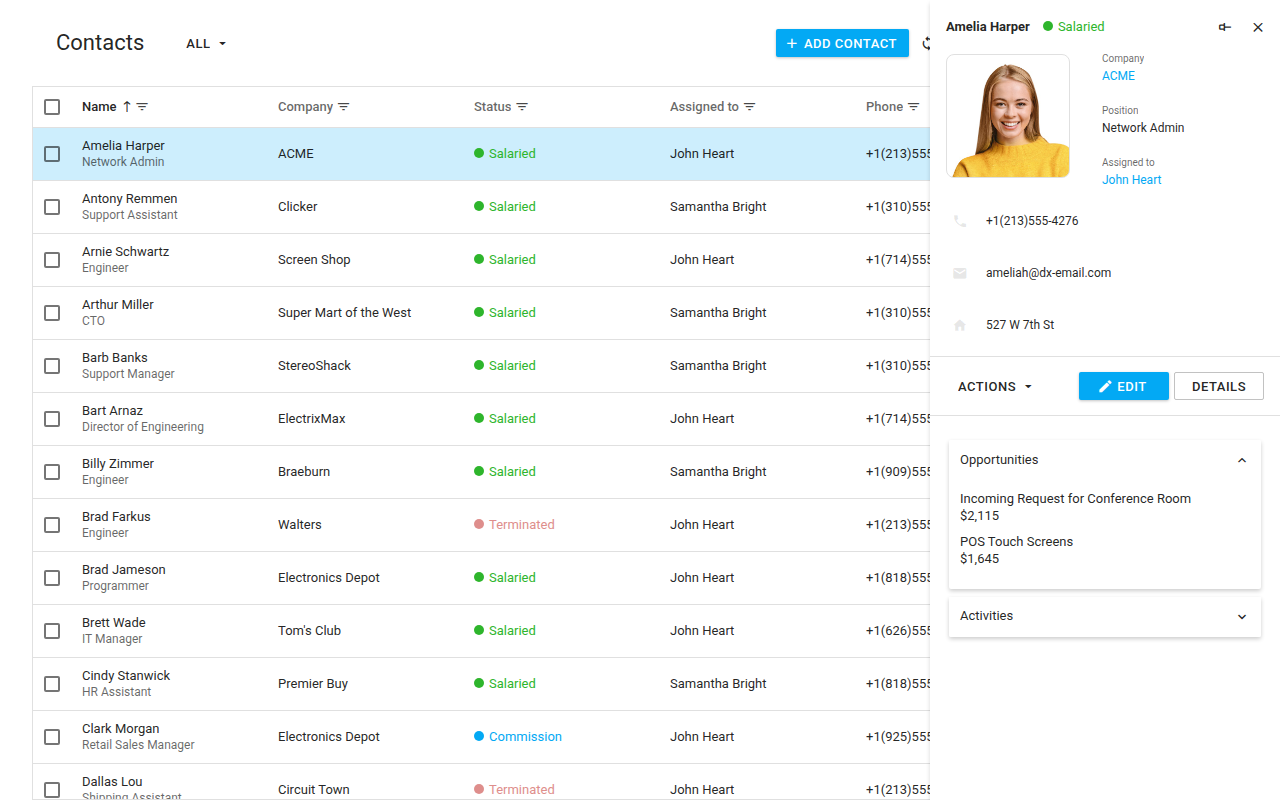 Contacts
ALL
ADD CONTACT
Name
Company
Status
Assigned to
Phone
Amelia Harper
Network Admin
ACME
Salaried
John Heart
+1(213)555
Antony Remmen
Support Assistant
Clicker
Salaried
Samantha Bright
+1(310)555
Arnie Schwartz
Engineer
Screen Shop
Salaried
John Heart
+1(714)555
Arthur Miller
CTO
Super Mart of the West
Salaried
Samantha Bright
+1(310)555
Barb Banks
Support Manager
StereoShack
Salaried
Samantha Bright
+1(310)555
Bart Arnaz
Director of Engineering
ElectrixMax
Salaried
John Heart
+1(714)555
Billy Zimmer
Engineer
Braeburn
Salaried
Samantha Bright
+1(909)555
Brad Farkus
Engineer
Walters
Terminated
John Heart
+1(213)555
Brad Jameson
Programmer
Electronics Depot
Salaried
John Heart
+1(818)555
Brett Wade
IT Manager
Tom's Club
Salaried
John Heart
+1(626)555
Cindy Stanwick
HR Assistant
Premier Buy
Salaried
Samantha Bright
+1(818)555
Clark Morgan
Retail Sales Manager
Electronics Depot
Commission
John Heart
+1(925)555
Dallas Lou
Shipping Assistant
Circuit Town
Terminated
John Heart
+1(213)555
Amelia Harper
Salaried
Company
ACME
Position
Network Admin
Assigned to
John Heart
+1(213)555-4276
ameliah@dx-email.com
527 W 7th St
ACTIONS
EDIT
DETAILS
Opportunities
Incoming Request for Conference Room
$2,115
POS Touch Screens
$1,645
Activities